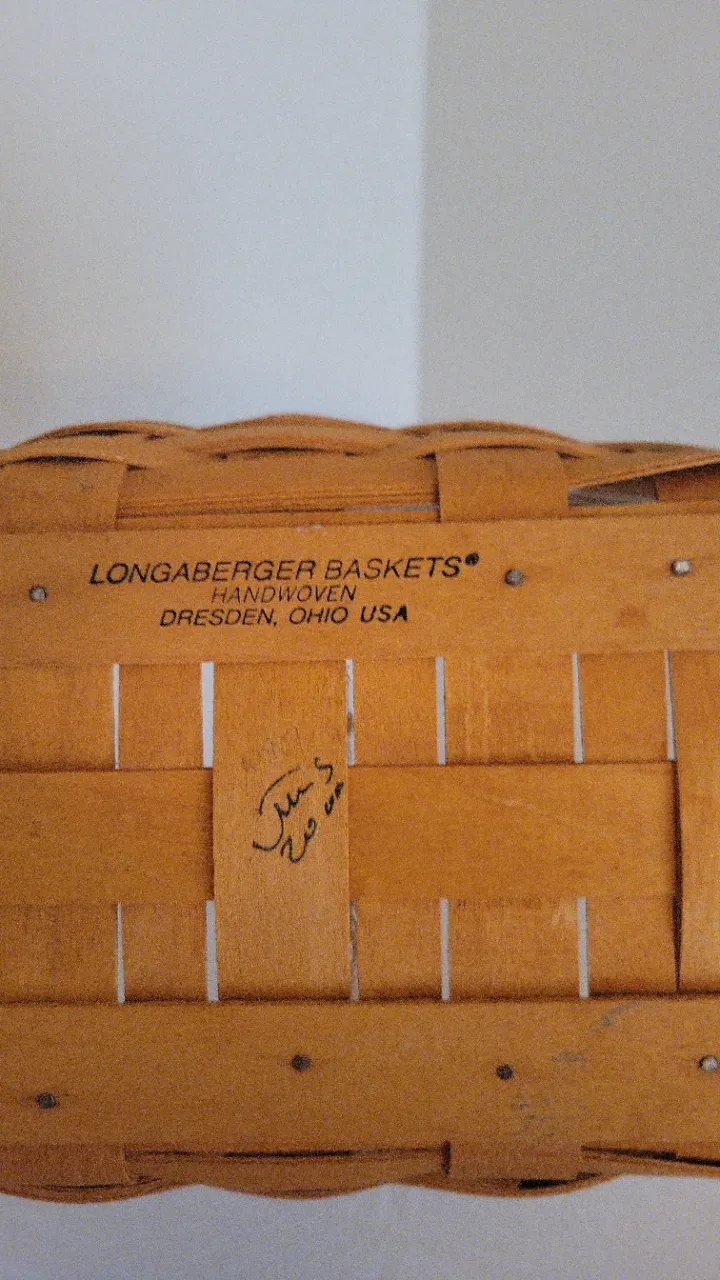 LONGABERGER BASKETS®
HANDWOVEN
DRESDEN, OHIO USA